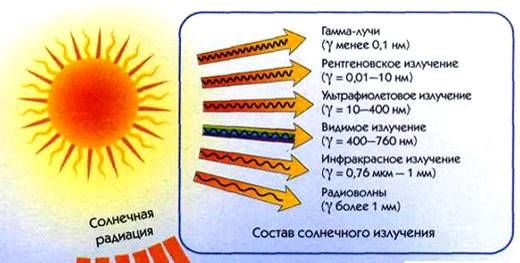 Гамма-лучи
(γ менее 0,1 нм)
Рентгеновское излучение
(γ = 0,01—10 нм)
Ультрафиолетовое излучение
(γ = 10—400 нм)
Видимое излучение
(γ = 400—760 нм)
Инфракрасное излучение
(γ = 0,76 мкм — 1 мм)
Радиоволны
(γ более 1 мм)
Солнечная
радиация
Состав солнечного излучения